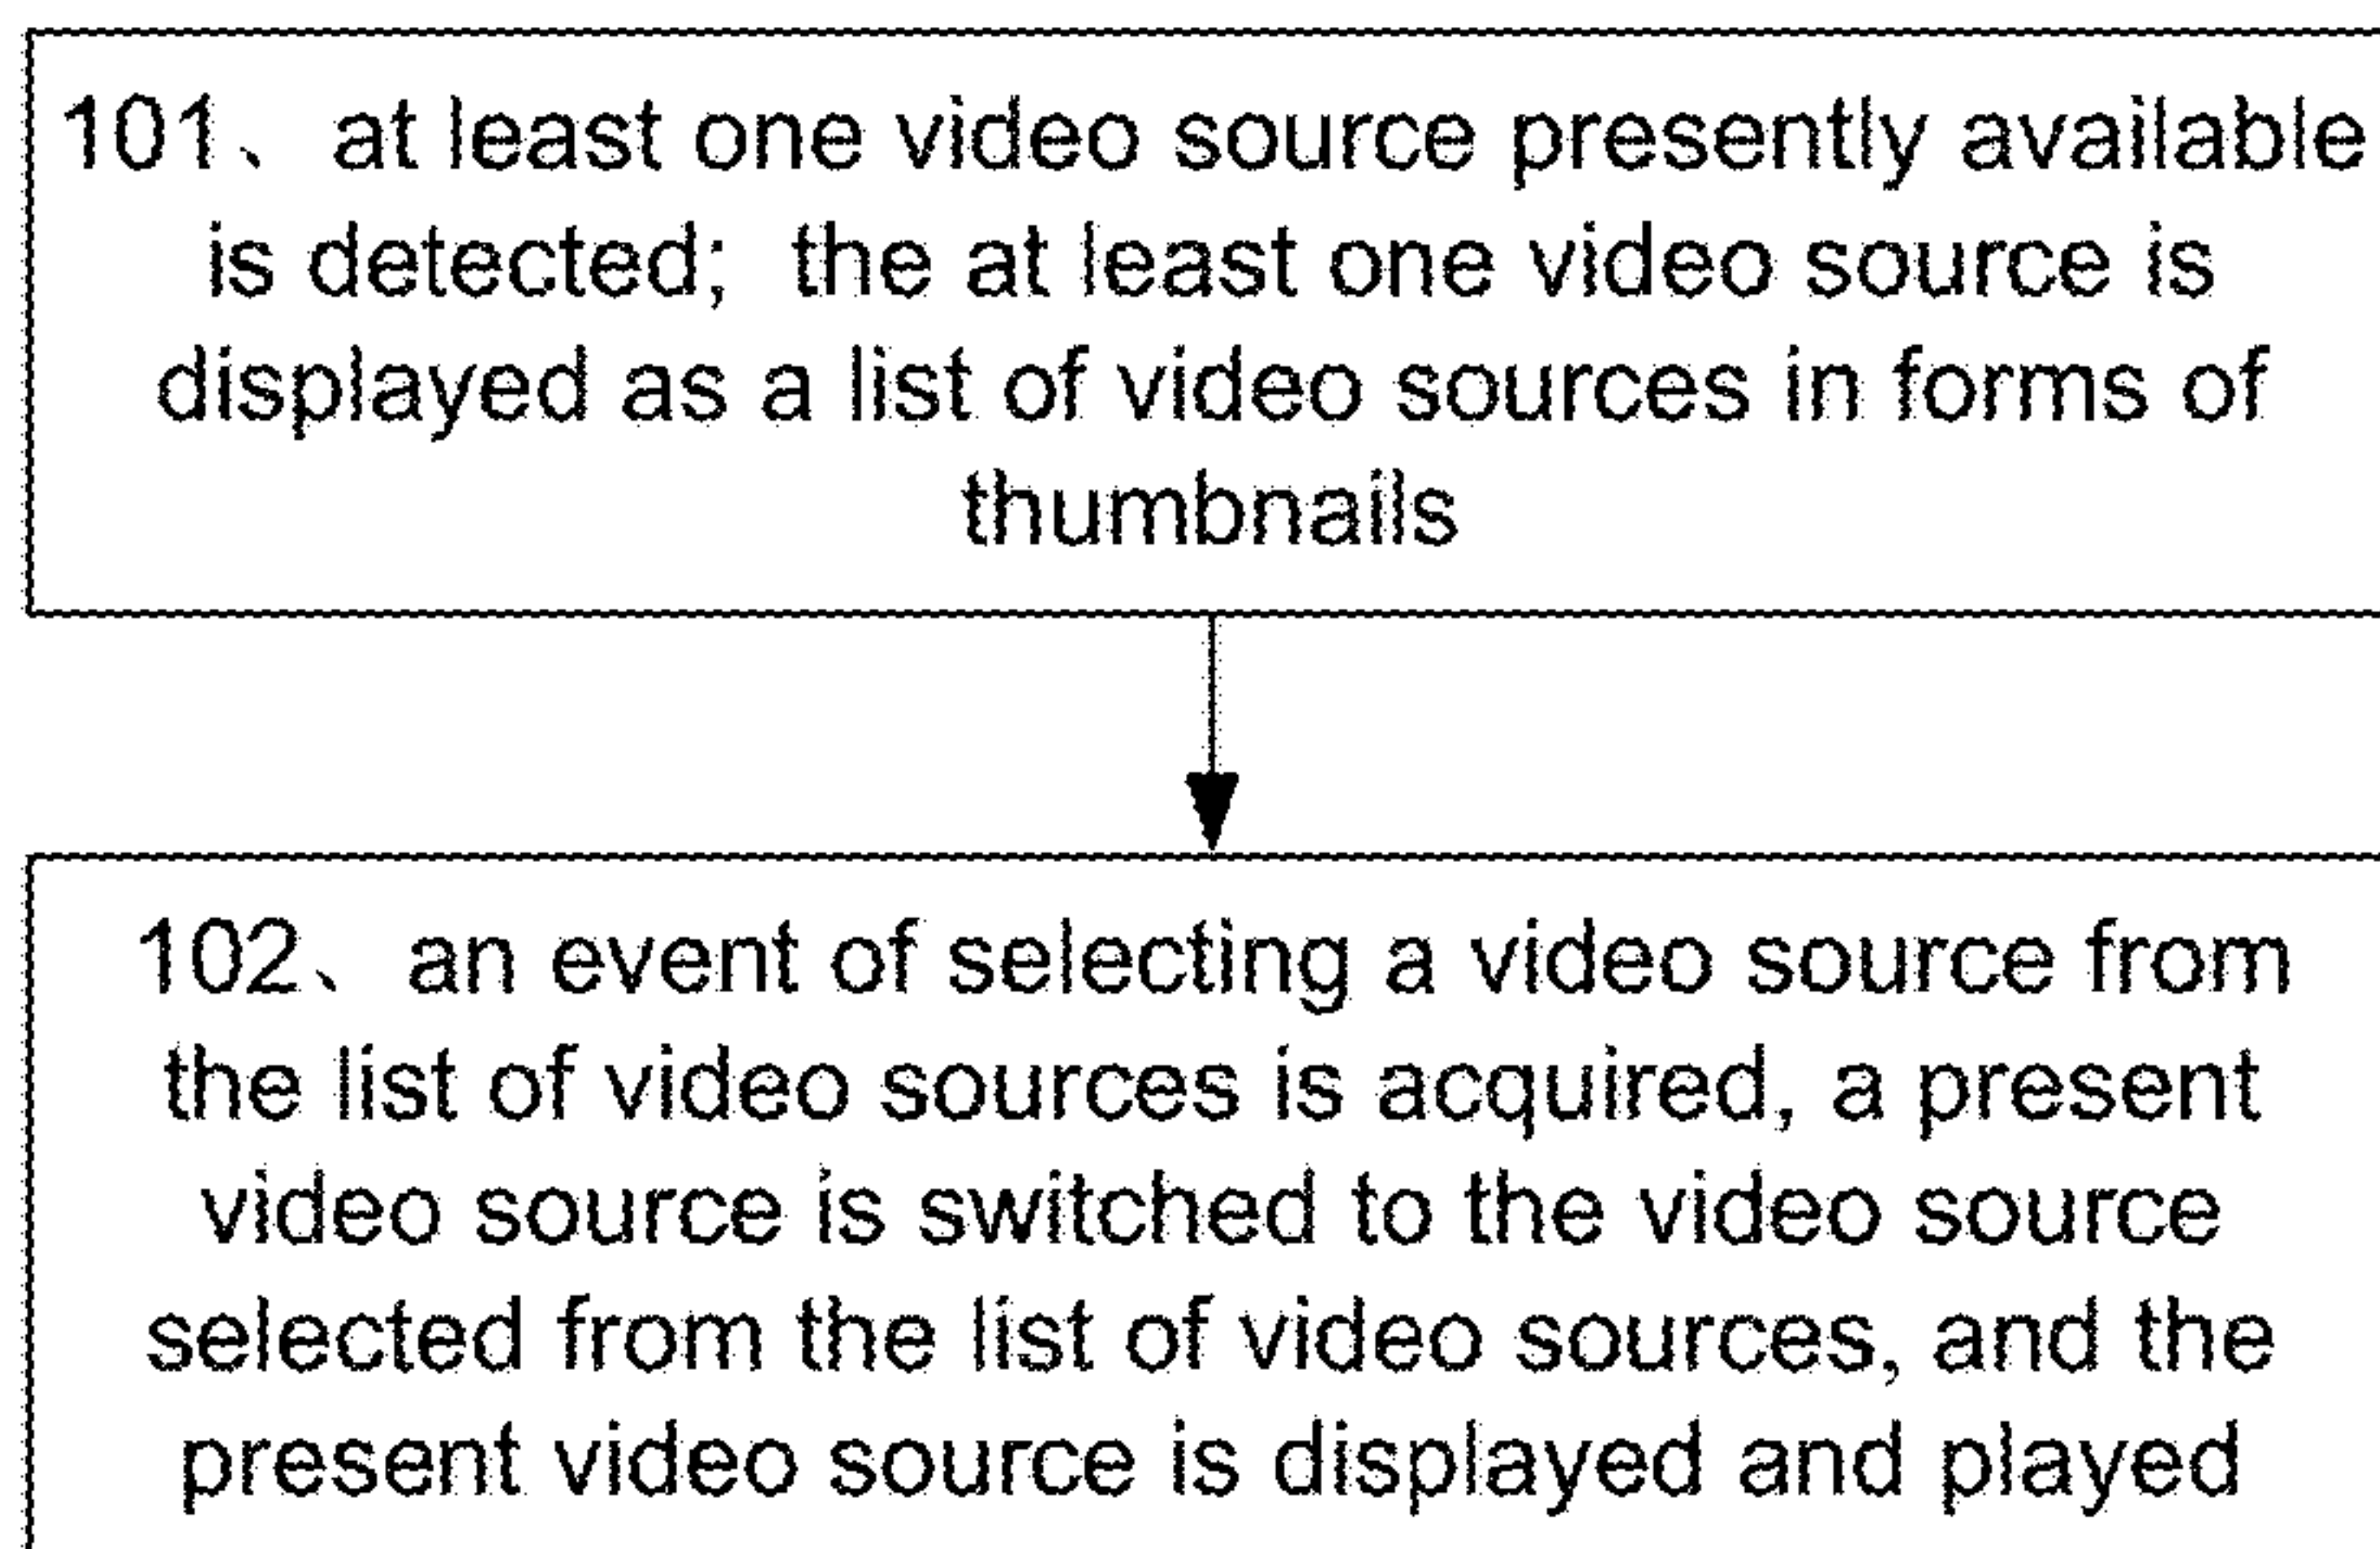 101、 at least one video source presently available
is detected; the at least one video source is
displayed as a list of video sources in forms of
thumbnails
102、 an event of selecting a video source from
the list of video sources is acquired, a present
video source is switched to the video source
selected from the list of video sources, and the
present video source is displayed and played